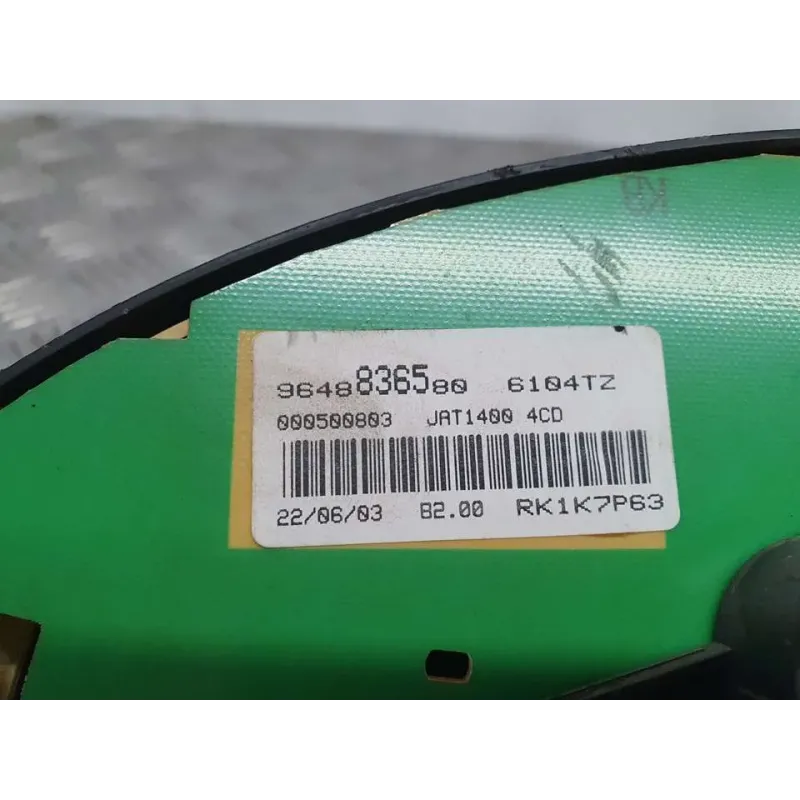 9648836580 6104TZ
000500803 JAT1400 4CD
22/06/03 B2.00 RK1K7P63